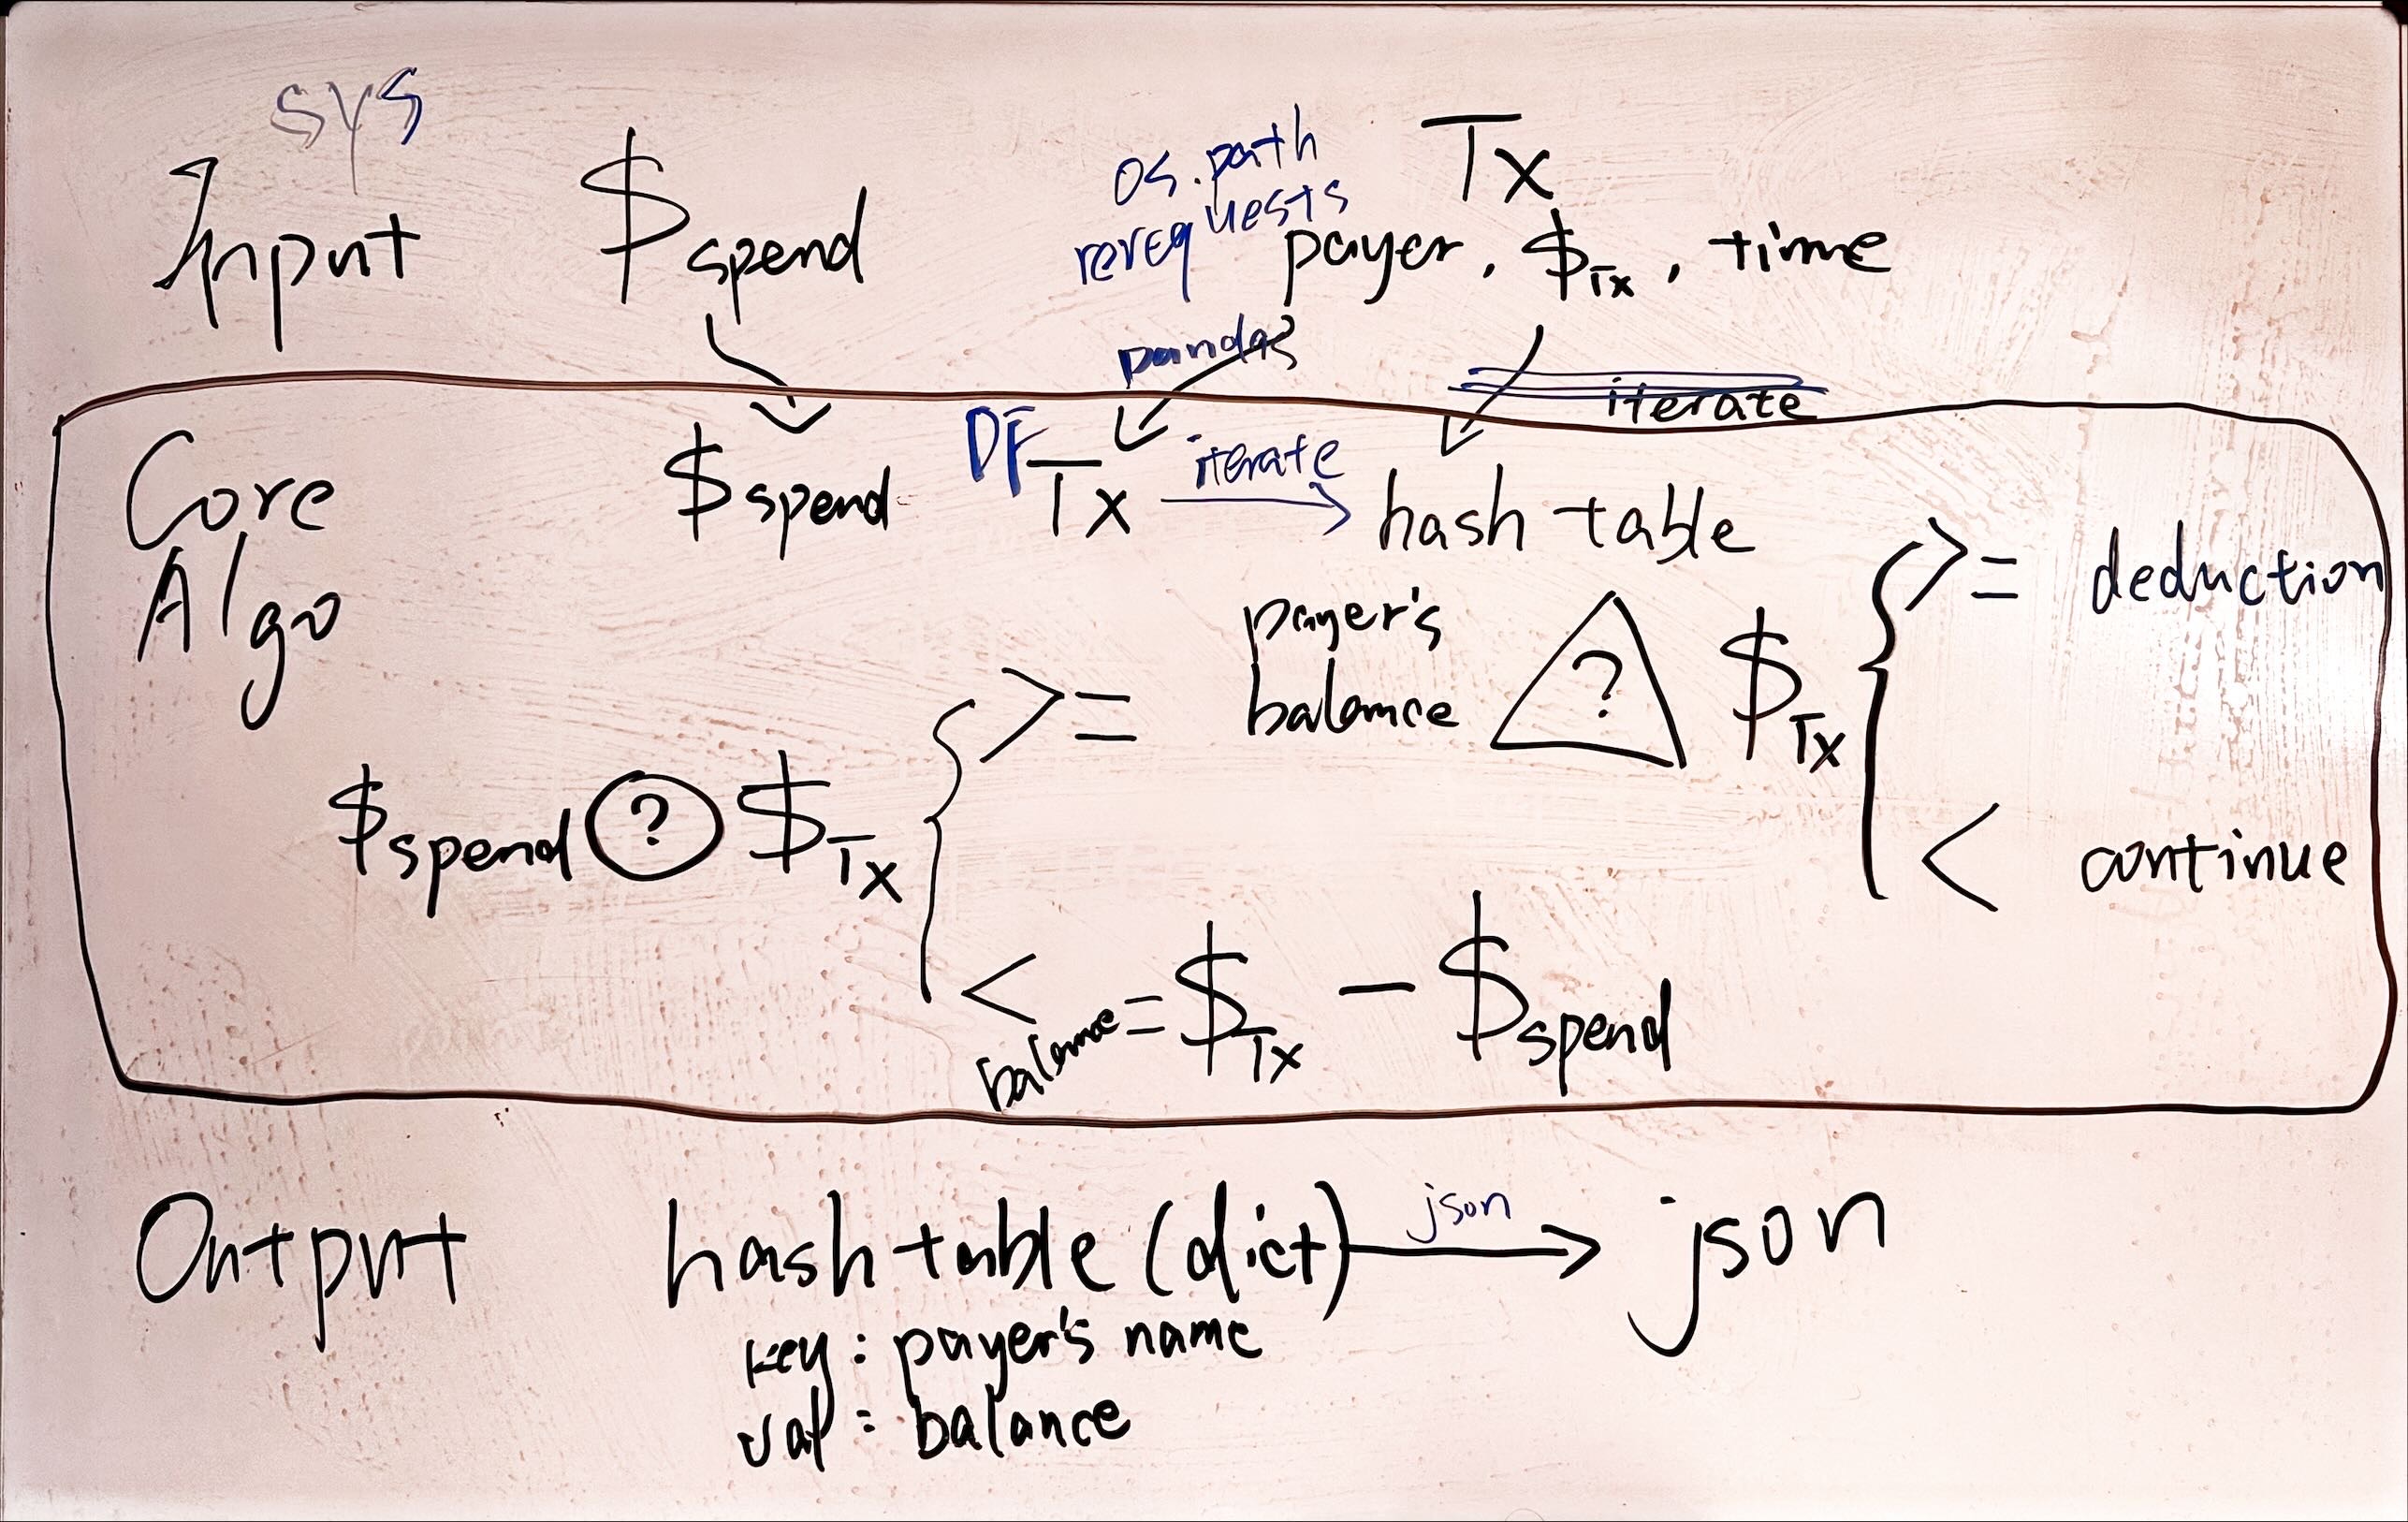 sys
Input
$spend
os.path
rerequests
Tx
payer, $Tx, time
pandas
iterate
Core
Algo
$spend
DF
Tx
iterate
hash table
payer's
balance
? $Tx
>= deduction
< continue
$spend ? $Tx
>=
<
balance = $Tx - $spend
Output
hash table (dict)
json
json
key: payer's name
val: balance